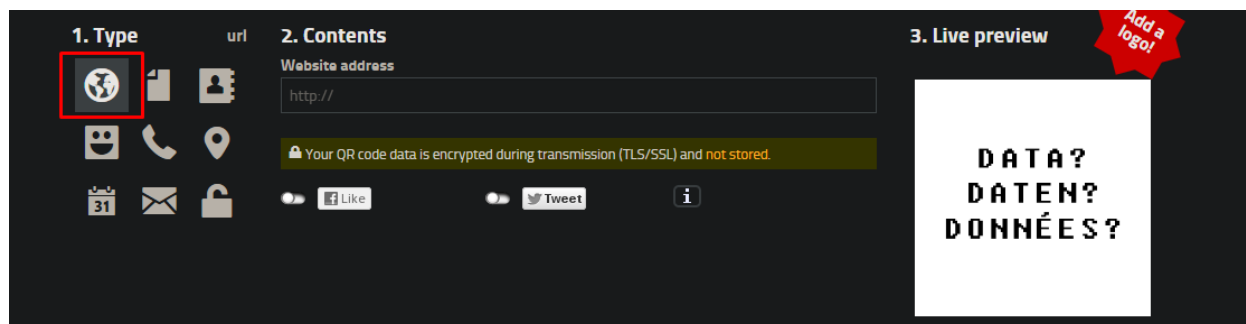 1. Type
url
2. Contents
3. Live preview
Add a
logo!
Website address
http://
Your QR code data is encrypted during transmission (TLS/SSL) and not stored.
DATA?
DATEN?
DONNÉES?
31
f Like
Tweet
i